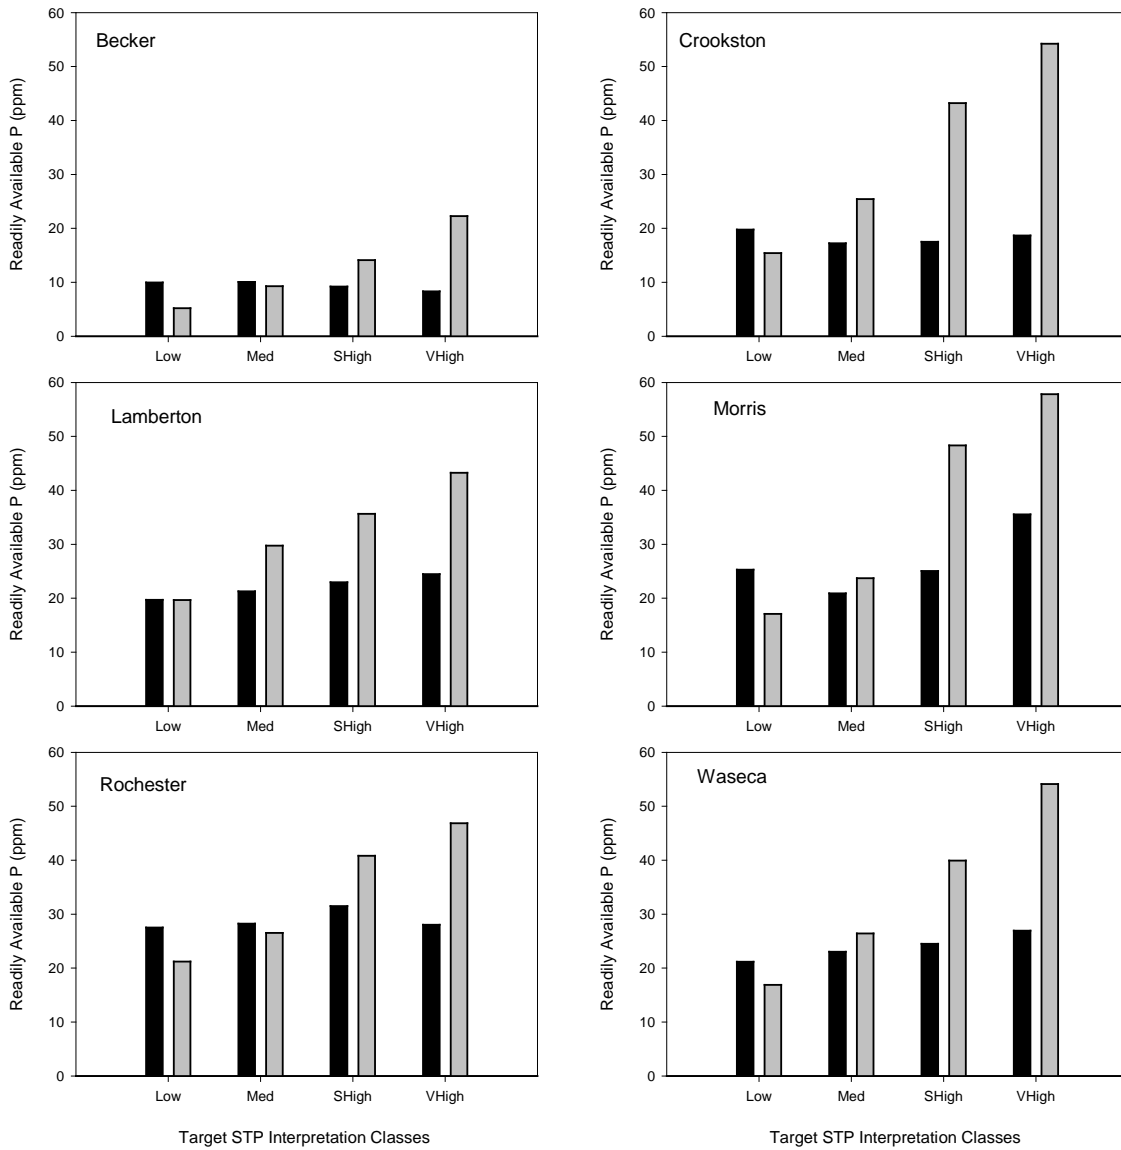 Becker
Readily Available P (ppm)
60
50
40
30
20
10
0
Low Med SHigh VHigh
Crookston
Readily Available P (ppm)
60
50
40
30
20
10
0
Low Med SHigh VHigh
Lamberton
Readily Available P (ppm)
60
50
40
30
20
10
0
Low Med SHigh VHigh
Morris
Readily Available P (ppm)
60
50
40
30
20
10
0
Low Med SHigh VHigh
Rochester
Readily Available P (ppm)
60
50
40
30
20
10
0
Low Med SHigh VHigh
Target STP Interpretation Classes
Waseca
Readily Available P (ppm)
60
50
40
30
20
10
0
Low Med SHigh VHigh
Target STP Interpretation Classes